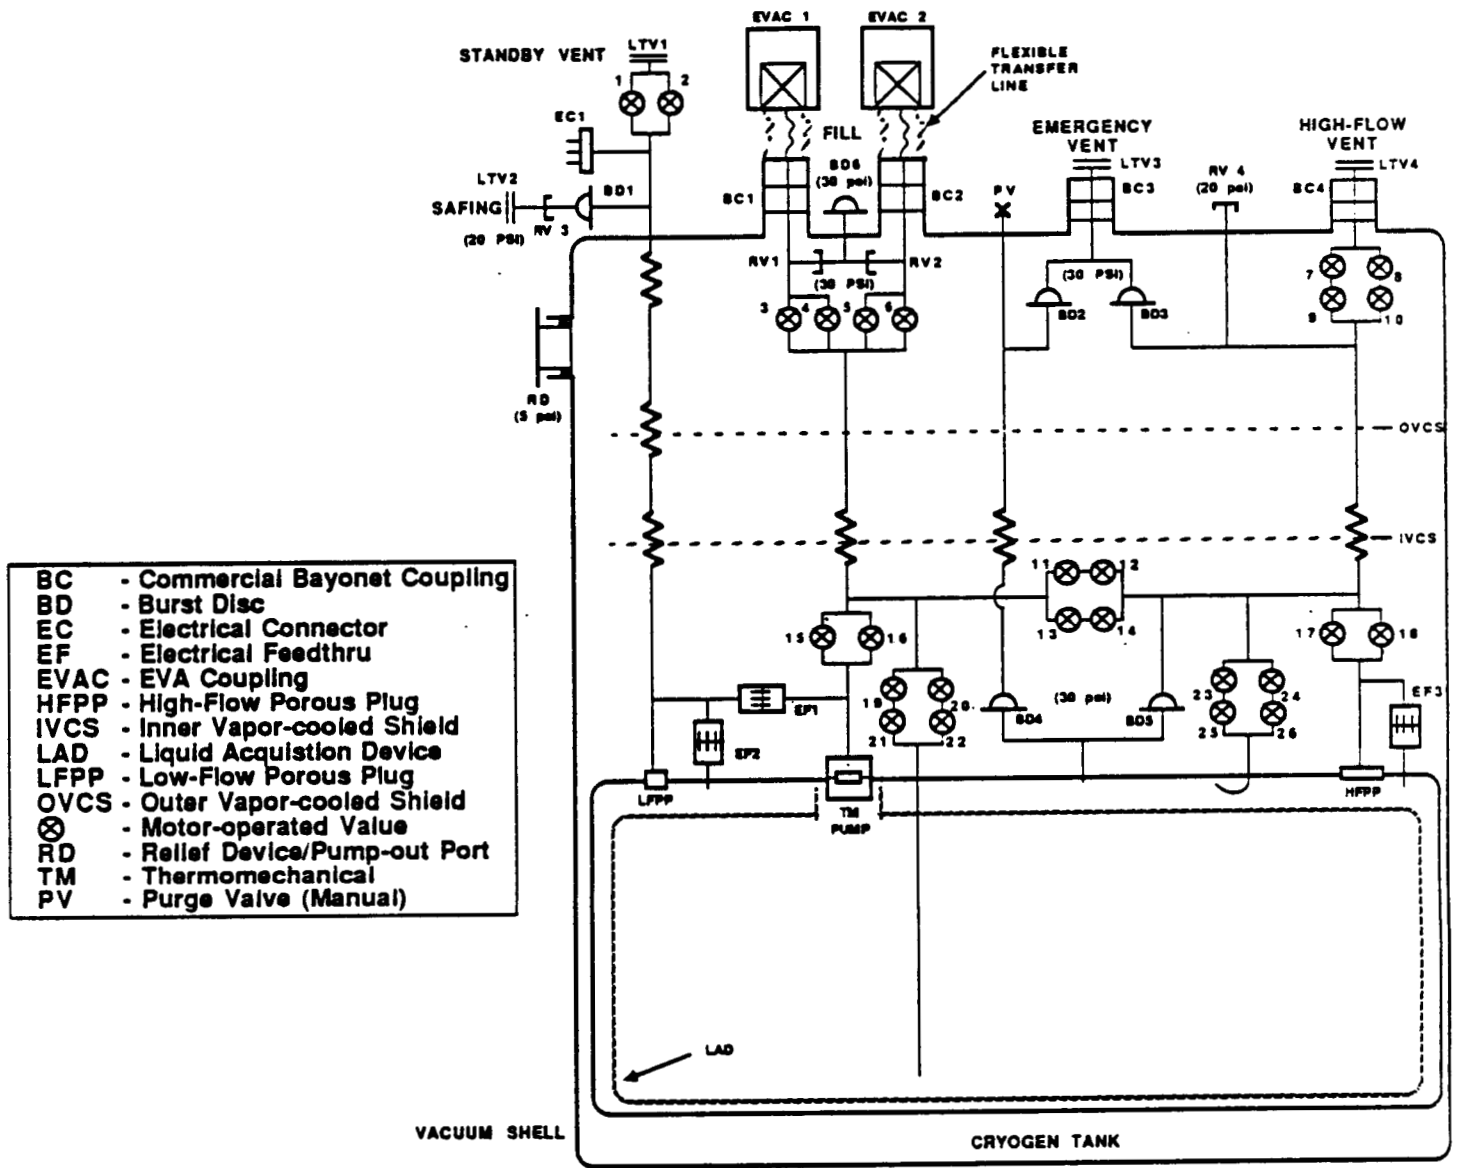 EVAC 1
EVAC 2
LTV1
STANDBY VENT
FLEXIBLE
TRANSFER
LINE
1
2
EC1
FILL
EMERGENCY
VENT
HIGH-FLOW
VENT
LTV3
LTV4
BD6
(30 psi)
RV 4
(20 psi)
LTV2
BD1
BC1
BC2
PV
BC3
BC4
SAFING
RV 3
(20 PSI)
RV1
RV2
(30 PSI)
(30 PSI)
7
8
3
4
5
6
BD2
BD3
9
10
RD
(5 psi)
OVCS
IVCS
11
12
13
14
15
16
17
18
19
20
(30 psi)
23
24
EF3
EF1
BD4
BD5
21
22
25
26
EF2
LFPP
TM
PUMP
HFPP
LAD
BC - Commercial Bayonet Coupling
BD - Burst Disc
EC - Electrical Connector
EF - Electrical Feedthru
EVAC - EVA Coupling
HFPP - High-Flow Porous Plug
IVCS - Inner Vapor-cooled Shield
LAD - Liquid Acquistion Device
LFPP - Low-Flow Porous Plug
OVCS - Outer Vapor-cooled Shield
- Motor-operated Value
RD - Relief Device/Pump-out Port
TM - Thermomechanical
PV - Purge Valve (Manual)
VACUUM SHELL
CRYOGEN TANK